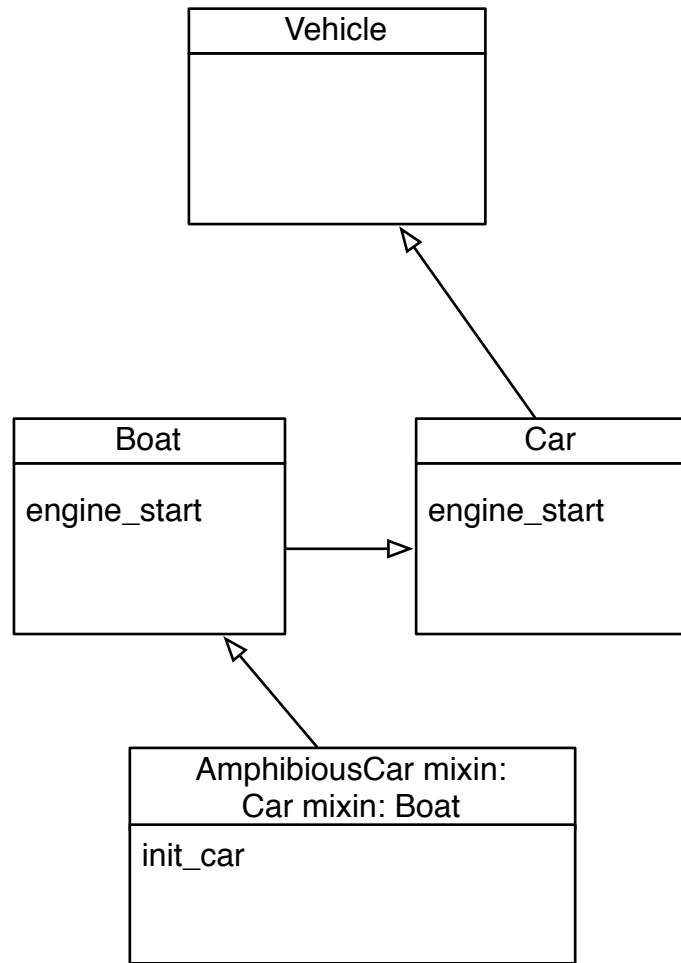 Vehicle
Boat
engine_start
Car
engine_start
AmphibiousCar mixin:
Car mixin: Boat
init_car